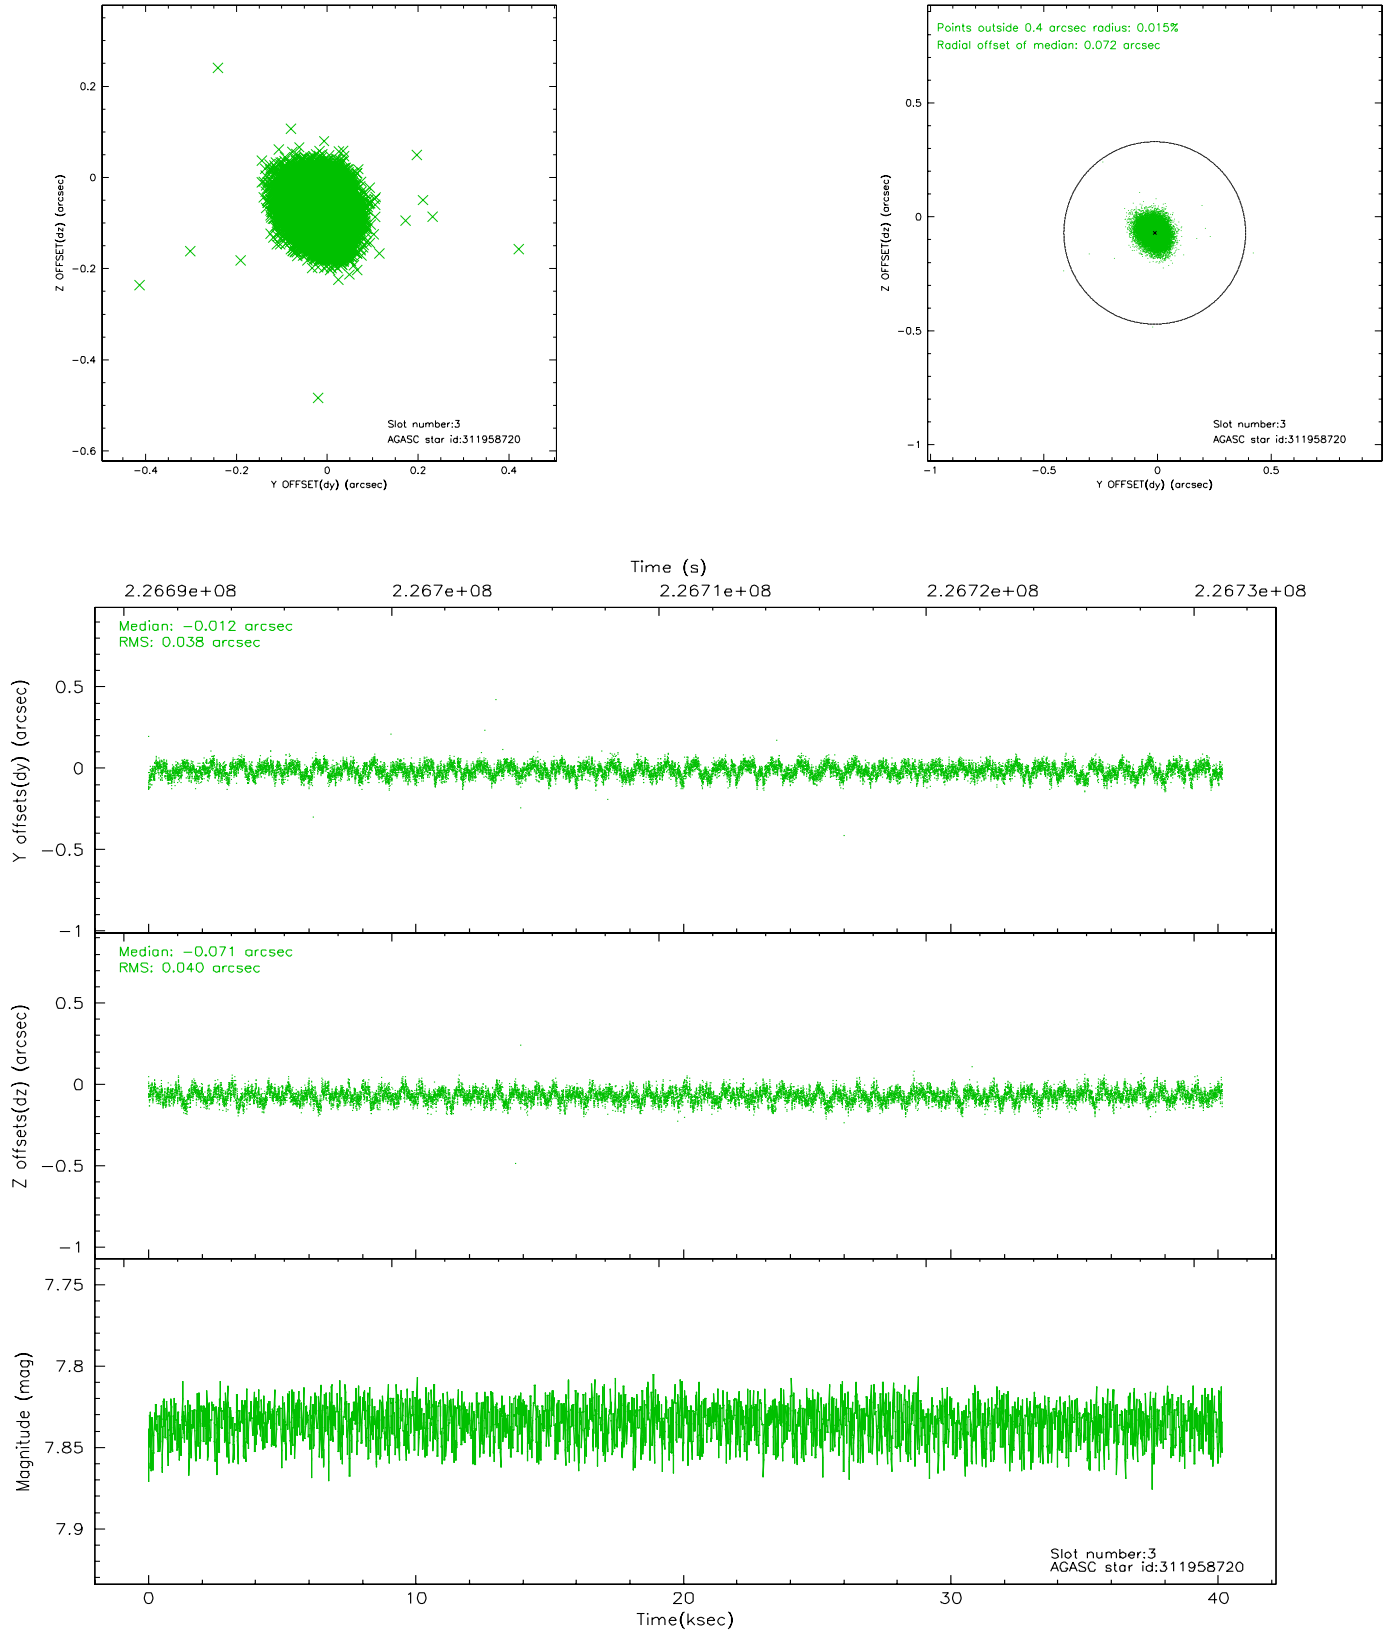 0.2
0
−0.2
−0.4
−0.6
Z OFFSET(dz) (arcsec)
Slot number:3
AGASC star id:311958720
−0.4 −0.2 0 0.2 0.4
Y OFFSET(dy) (arcsec)
Points outside 0.4 arcsec radius: 0.015%
Radial offset of median: 0.072 arcsec
0.5
0
−0.5
−1
Z OFFSET(dz) (arcsec)
Slot number:3
AGASC star id:311958720
−1 −0.5 0 0.5
Y OFFSET(dy) (arcsec)
Time (s)
2.2669e+08 2.267e+08 2.2671e+08 2.2672e+08 2.2673e+08
Median: −0.012 arcsec
RMS: 0.038 arcsec
0.5
0
−0.5
−1
Y offsets(dy) (arcsec)
Median: −0.071 arcsec
RMS: 0.040 arcsec
0.5
0
−0.5
−1
Z offsets(dz) (arcsec)
7.75
7.8
7.85
7.9
Magnitude (mag)
Slot number:3
AGASC star id:311958720
0 10 20 30 40
Time(ksec)